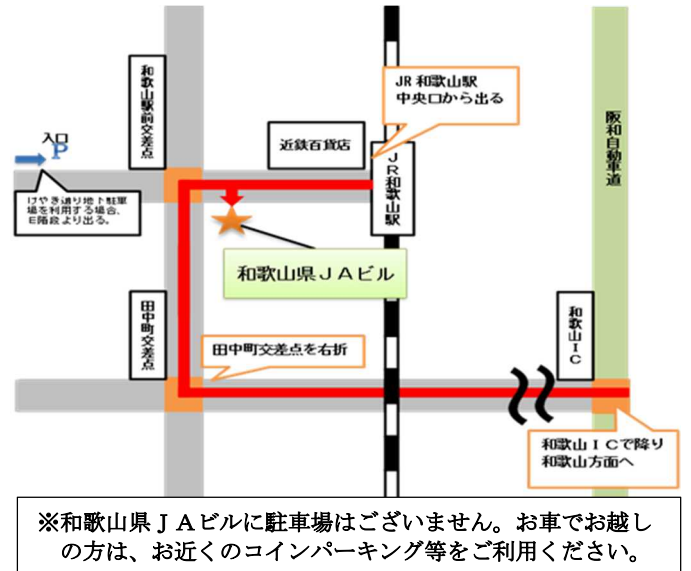 和歌山駅前交差点
JR 和歌山駅
中央口から出る
近鉄百貨店
阪和自動車道
入口
P
JR和歌山駅
けやき通り地下駐車
場を利用する場合、
E階段より出る。
和歌山県JAビル
田中町交差点
和歌山IC
田中町交差点を右折
和歌山ICで降り
和歌山方面へ
※和歌山県JAビルに駐車場はございません。お車でお越し
の方は、お近くのコインパーキング等をご利用ください。